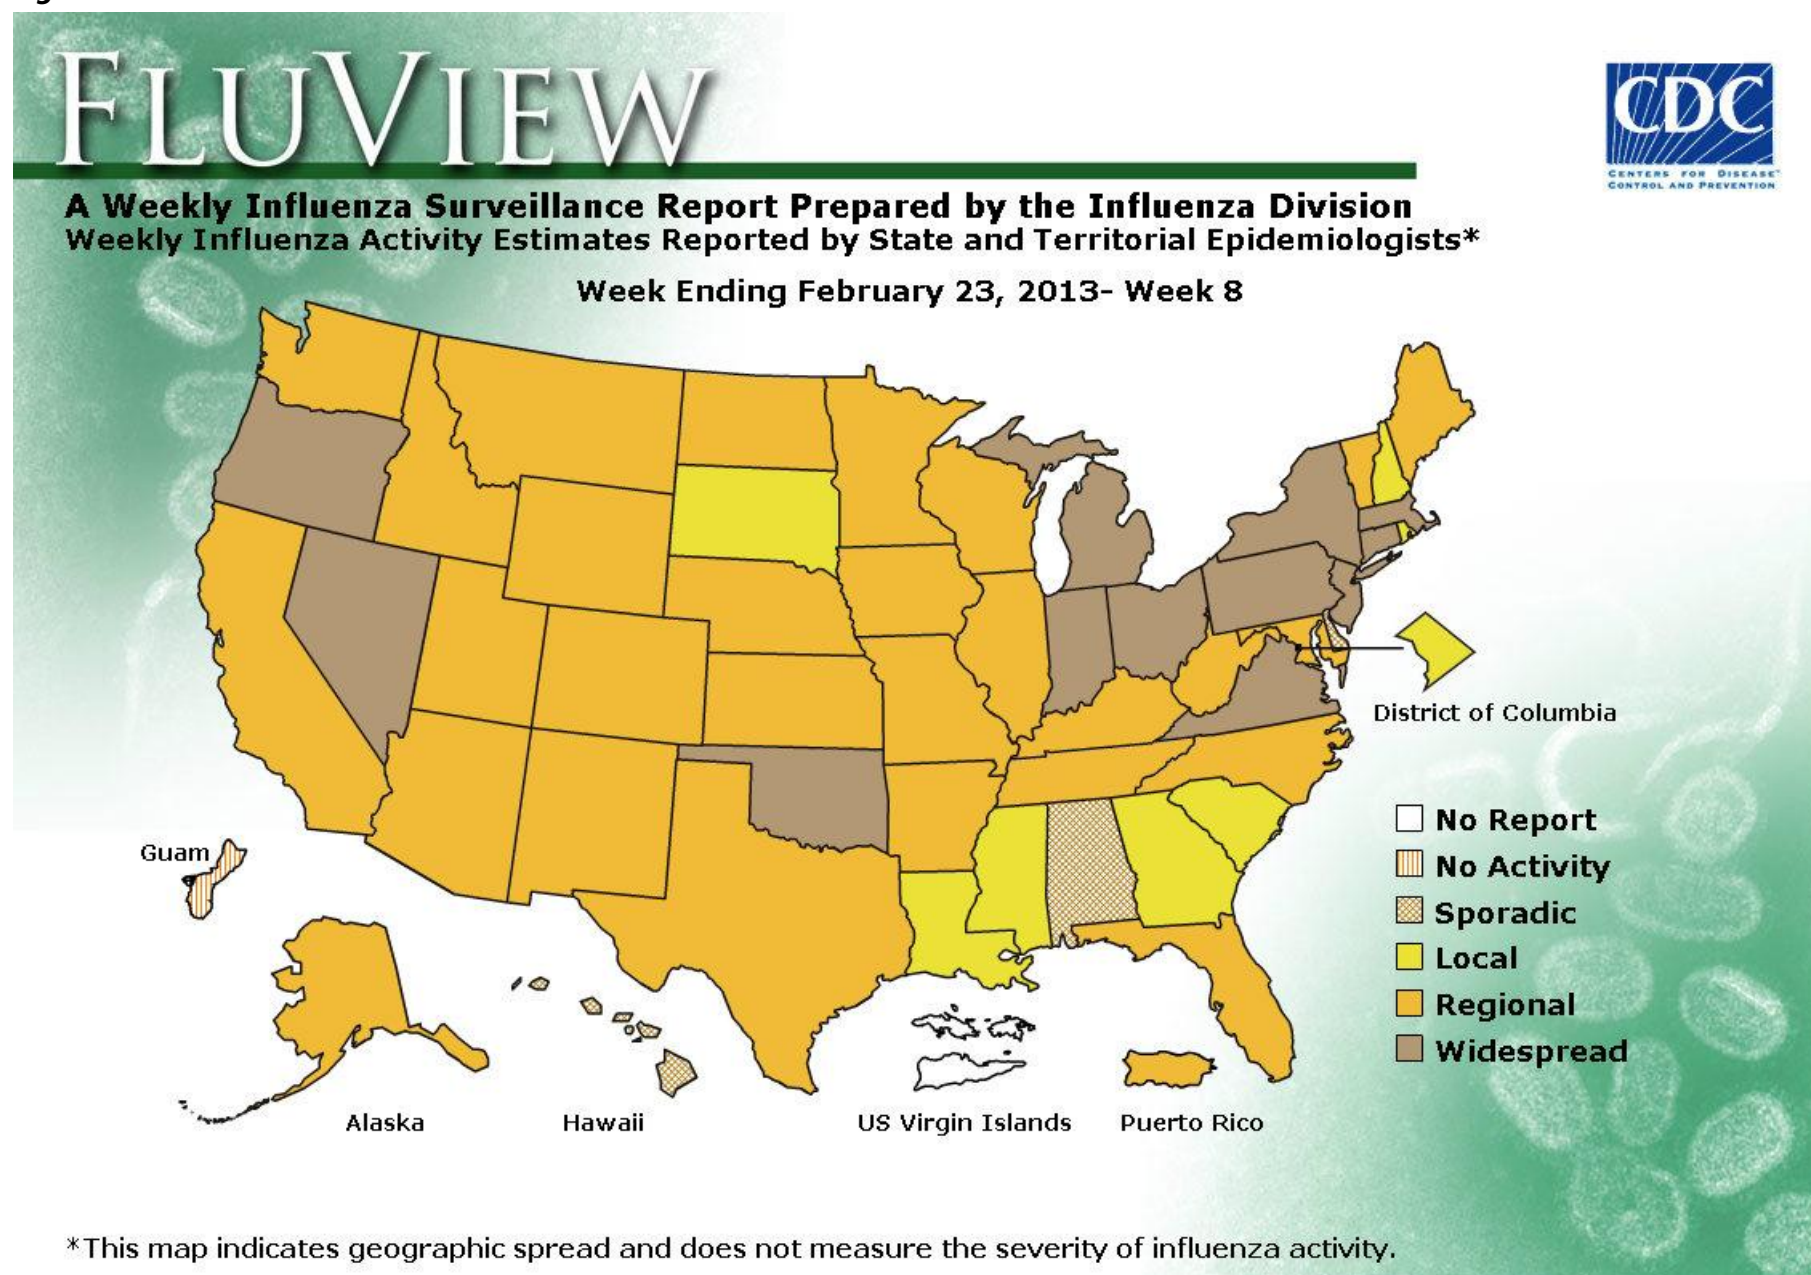 FLUVIEW
CDC
CENTERS FOR DISEASE™
CONTROL AND PREVENTION
A Weekly Influenza Surveillance Report Prepared by the Influenza Division
Weekly Influenza Activity Estimates Reported by State and Territorial Epidemiologists*
Week Ending February 23, 2013- Week 8
District of Columbia
No Report
No Activity
Sporadic
Local
Regional
Widespread
Guam
Alaska
Hawaii
US Virgin Islands
Puerto Rico
*This map indicates geographic spread and does not measure the severity of influenza activity.